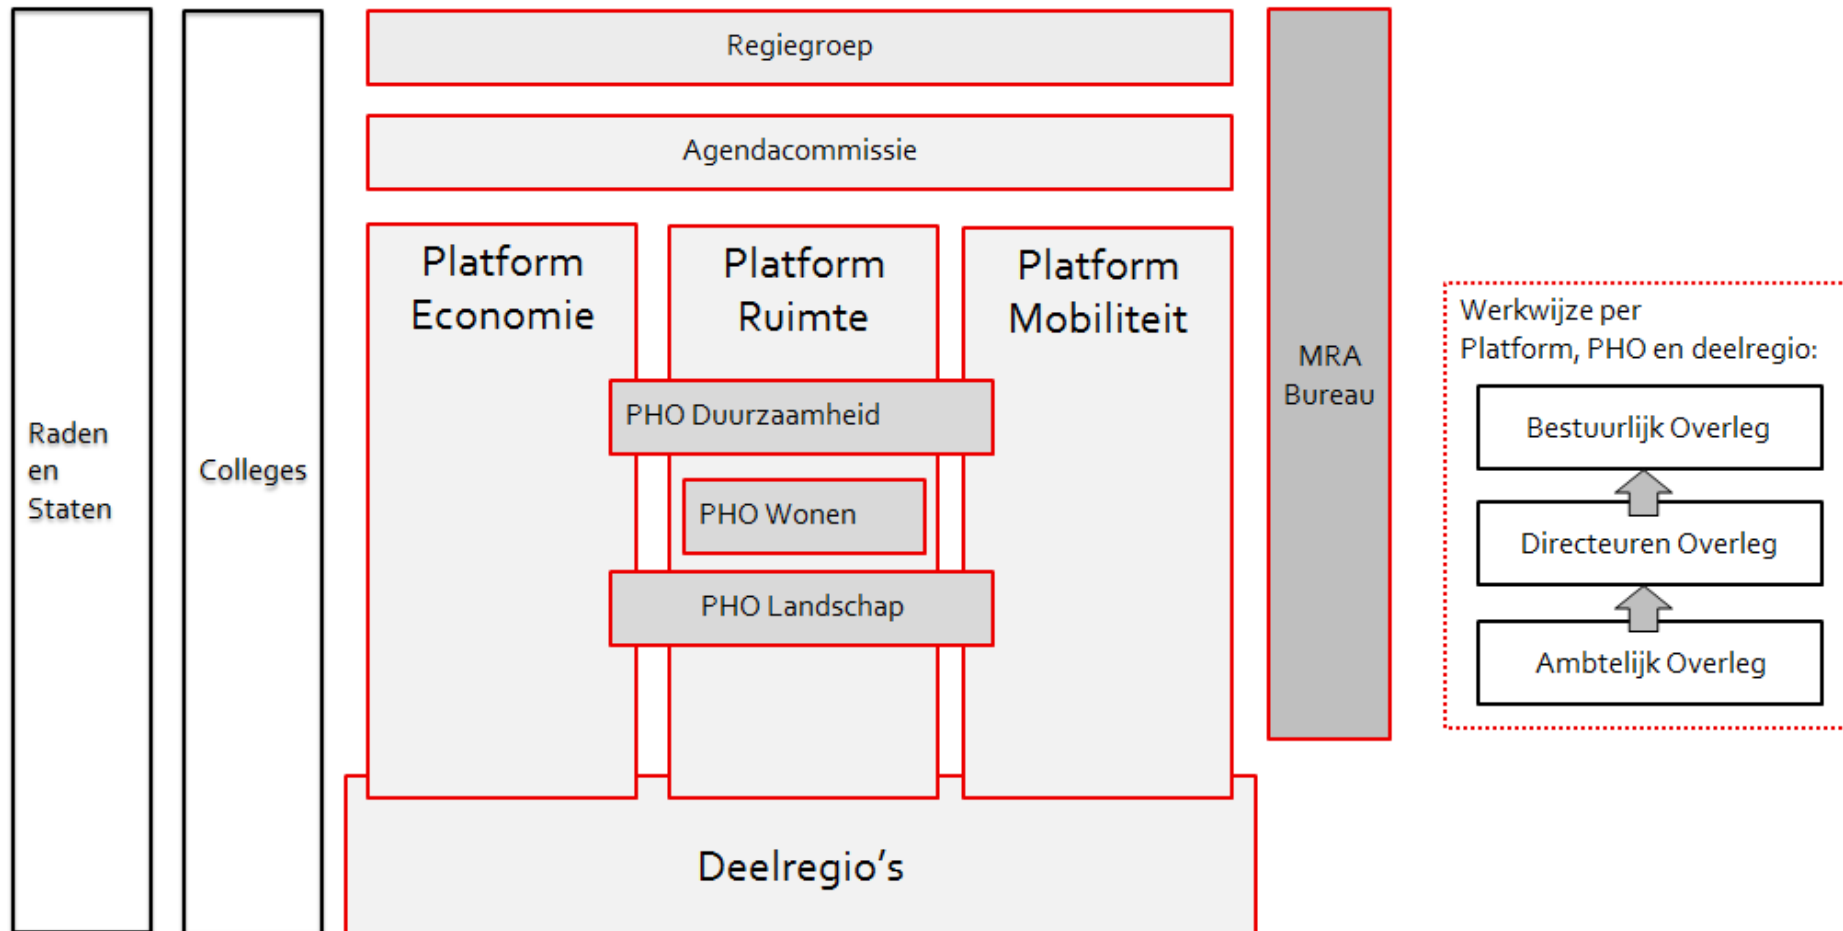 Raden
en
Staten
Colleges
Regiegroep
Agendacommissie
Platform
Economie
Platform
Ruimte
Platform
Mobiliteit
PHO Duurzaamheid
PHO Wonen
PHO Landschap
Deelregio's
MRA
Bureau
Werkwijze per
Platform, PHO en deelregio:
Bestuurlijk Overleg
Directeuren Overleg
Ambtelijk Overleg